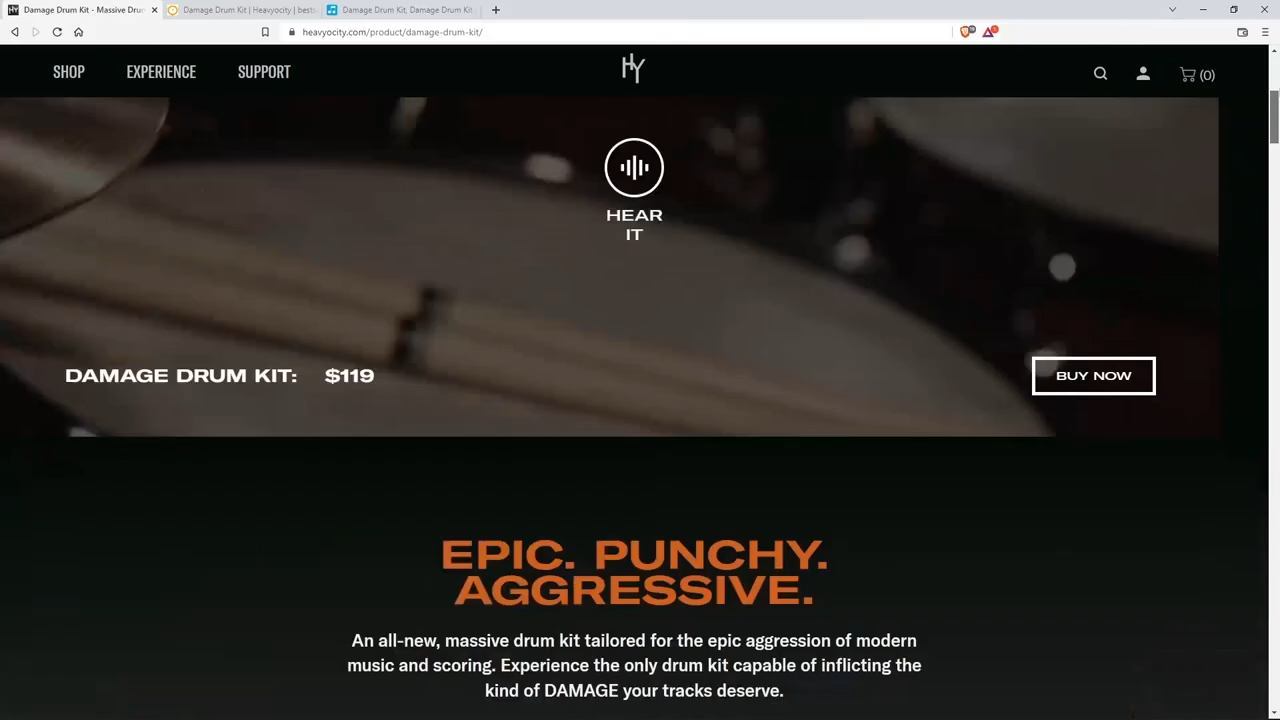 Damage Drum Kit - Massive Drum
Damage Drum Kit | Heavyocity | bests
Damage Drum Kit, Damage Drum Kit
heavyocity.com/product/damage-drum-kit/
SHOP
EXPERIENCE
SUPPORT
HY
(0)
HEAR
IT
DAMAGE DRUM KIT: $119
BUY NOW
EPIC. PUNCHY.
AGGRESSIVE.
An all-new, massive drum kit tailored for the epic aggression of modern
music and scoring. Experience the only drum kit capable of inflicting the
kind of DAMAGE your tracks deserve.